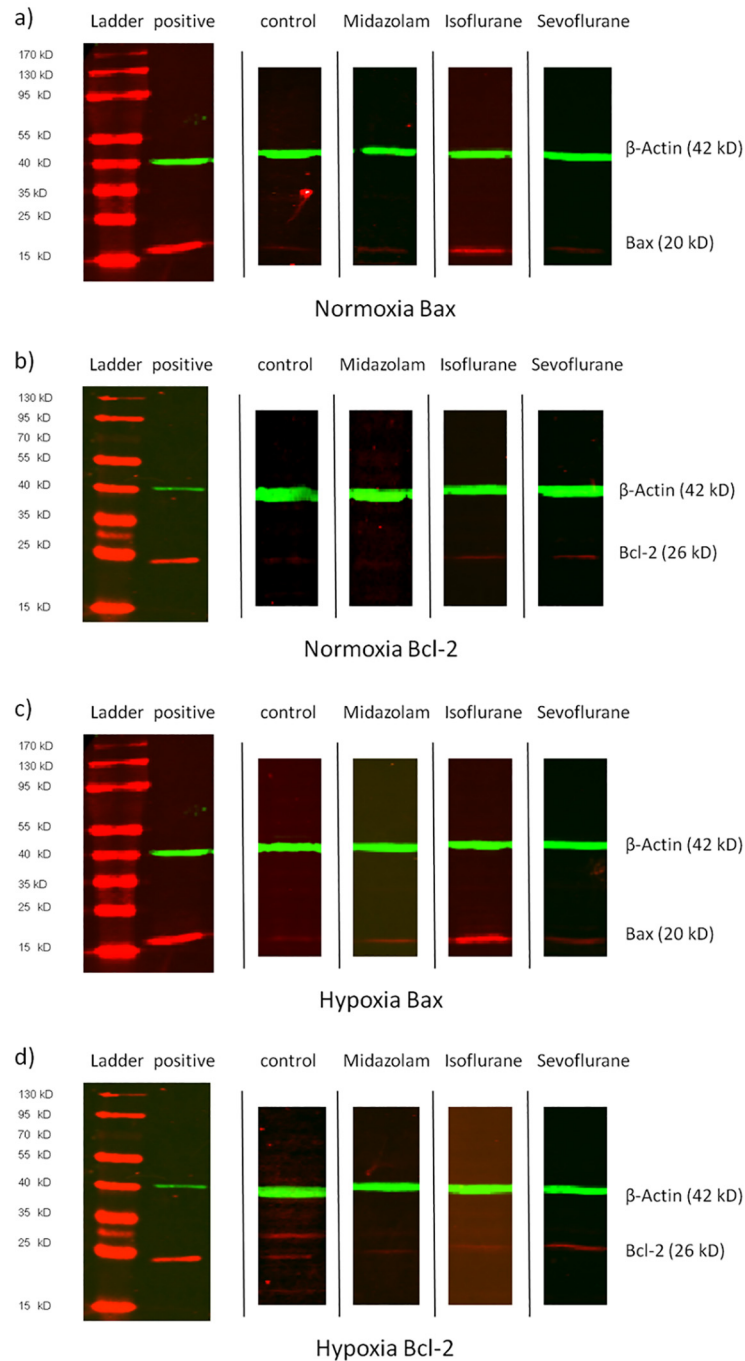 a)
Ladder positive control Midazolam Isoflurane Sevoflurane
170 kD
130 kD
95 kD
55 kD
40 kD
35 kD
25 kD
15 kD
β-Actin (42 kD)
Bax (20 kD)
Normoxia Bax
b)
Ladder positive control Midazolam Isoflurane Sevoflurane
130 kD
95 kD
70 kD
55 kD
40 kD
35 kD
25 kD
15 kD
β-Actin (42 kD)
Bcl-2 (26 kD)
Normoxia Bcl-2
c)
Ladder positive control Midazolam Isoflurane Sevoflurane
170 kD
130 kD
95 kD
55 kD
40 kD
35 kD
25 kD
15 kD
β-Actin (42 kD)
Bax (20 kD)
Hypoxia Bax
d)
Ladder positive control Midazolam Isoflurane Sevoflurane
130 kD
95 kD
70 kD
55 kD
40 kD
35 kD
25 kD
15 kD
β-Actin (42 kD)
Bcl-2 (26 kD)
Hypoxia Bcl-2